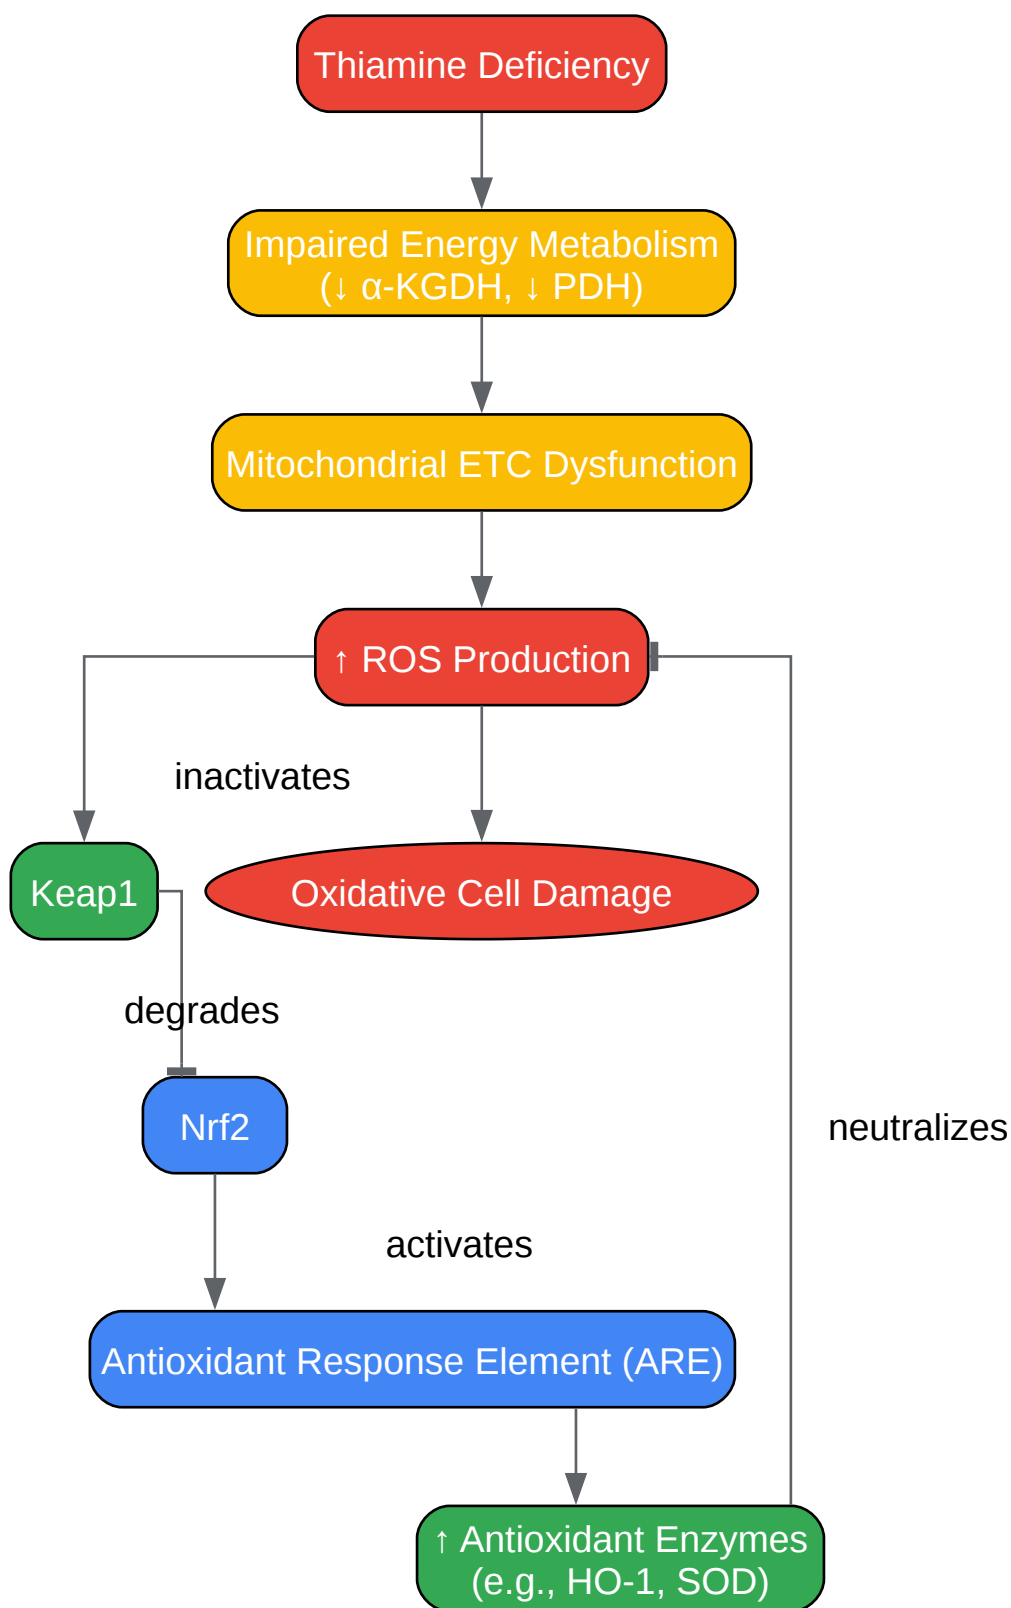 Thiamine Deficiency
Impaired Energy Metabolism
(↓ α-KGDH, ↓ PDH)
Mitochondrial ETC Dysfunction
↑ ROS Production
inactivates
Keap1
Oxidative Cell Damage
degrades
Nrf2
neutralizes
activates
Antioxidant Response Element (ARE)
↑ Antioxidant Enzymes
(e.g., HO-1, SOD)